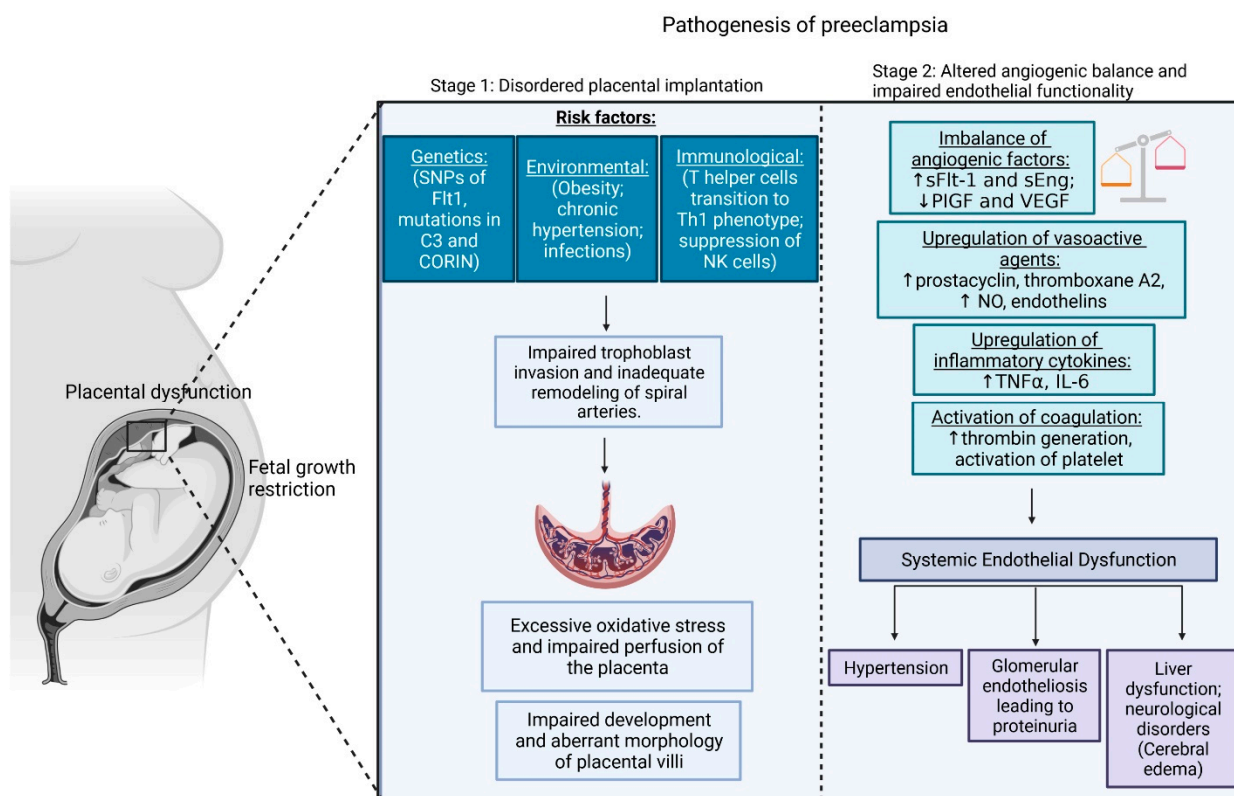 Pathogenesis of preeclampsia
Stage 1: Disordered placental implantation
Risk factors:
Genetics:
(SNPs of
Flt1,
mutations in
C3 and
CORIN)
Environmental:
(Obesity;
chronic
hypertension;
infections)
Immunological:
(T helper cells
transition to
Th1 phenotype;
suppression of
NK cells)
Impaired trophoblast
invasion and inadequate
remodeling of spiral
arteries.
Excessive oxidative stress
and impaired perfusion of
the placenta
Impaired development
and aberrant morphology
of placental villi
Placental dysfunction
Fetal growth
restriction
Stage 2: Altered angiogenic balance and
impaired endothelial functionality
Imbalance of
angiogenic factors:
↑sFlt-1 and sEng;
↓PlGF and VEGF
Upregulation of vasoactive
agents:
↑prostacyclin, thromboxane A2,
↑ NO, endothelins
Upregulation of
inflammatory cytokines:
↑TNFα, IL-6
Activation of coagulation:
↑thrombin generation,
activation of platelet
Systemic Endothelial Dysfunction
Hypertension
Glomerular
endotheliosis
leading to
proteinuria
Liver
dysfunction;
neurological
disorders
(Cerebral
edema)